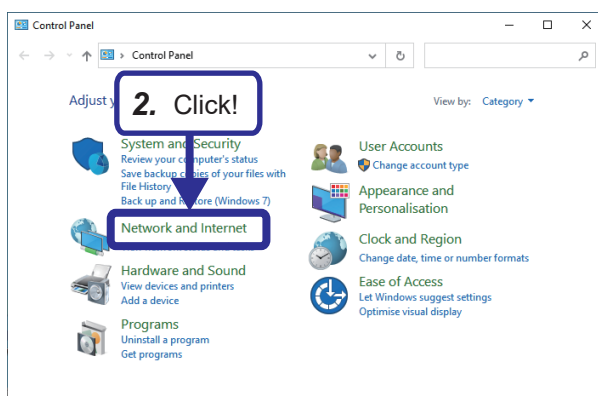 Control Panel
Control Panel
Adjust y
2. Click!
View by: Category
System and Security
Review your computer's status
Save backup copies of your files with
File History
Back up and Restore (Windows 7)
Network and Internet
Hardware and Sound
View devices and printers
Add a device
Programs
Uninstall a program
Get programs
User Accounts
Change account type
Appearance and
Personalisation
Clock and Region
Change date, time or number formats
Ease of Access
Let Windows suggest settings
Optimise visual display